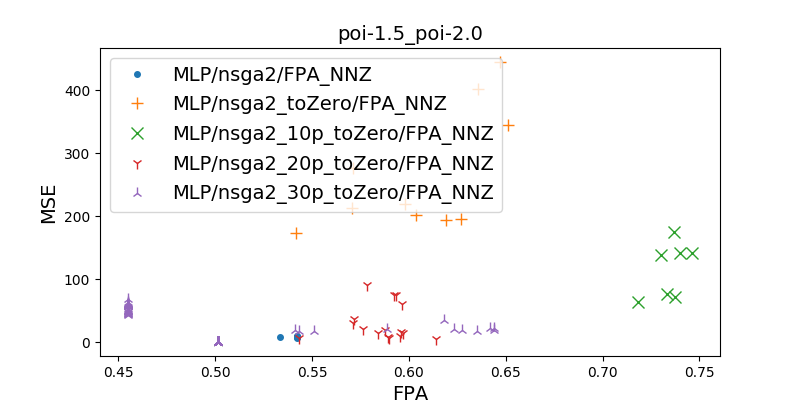 poi-1.5_poi-2.0
MLP/nsga2/FPA_NNZ
MLP/nsga2_toZero/FPA_NNZ
MLP/nsga2_10p_toZero/FPA_NNZ
MLP/nsga2_20p_toZero/FPA_NNZ
MLP/nsga2_30p_toZero/FPA_NNZ
MSE
400
300
200
100
0
0.45 0.50 0.55 0.60 0.65 0.70 0.75
FPA